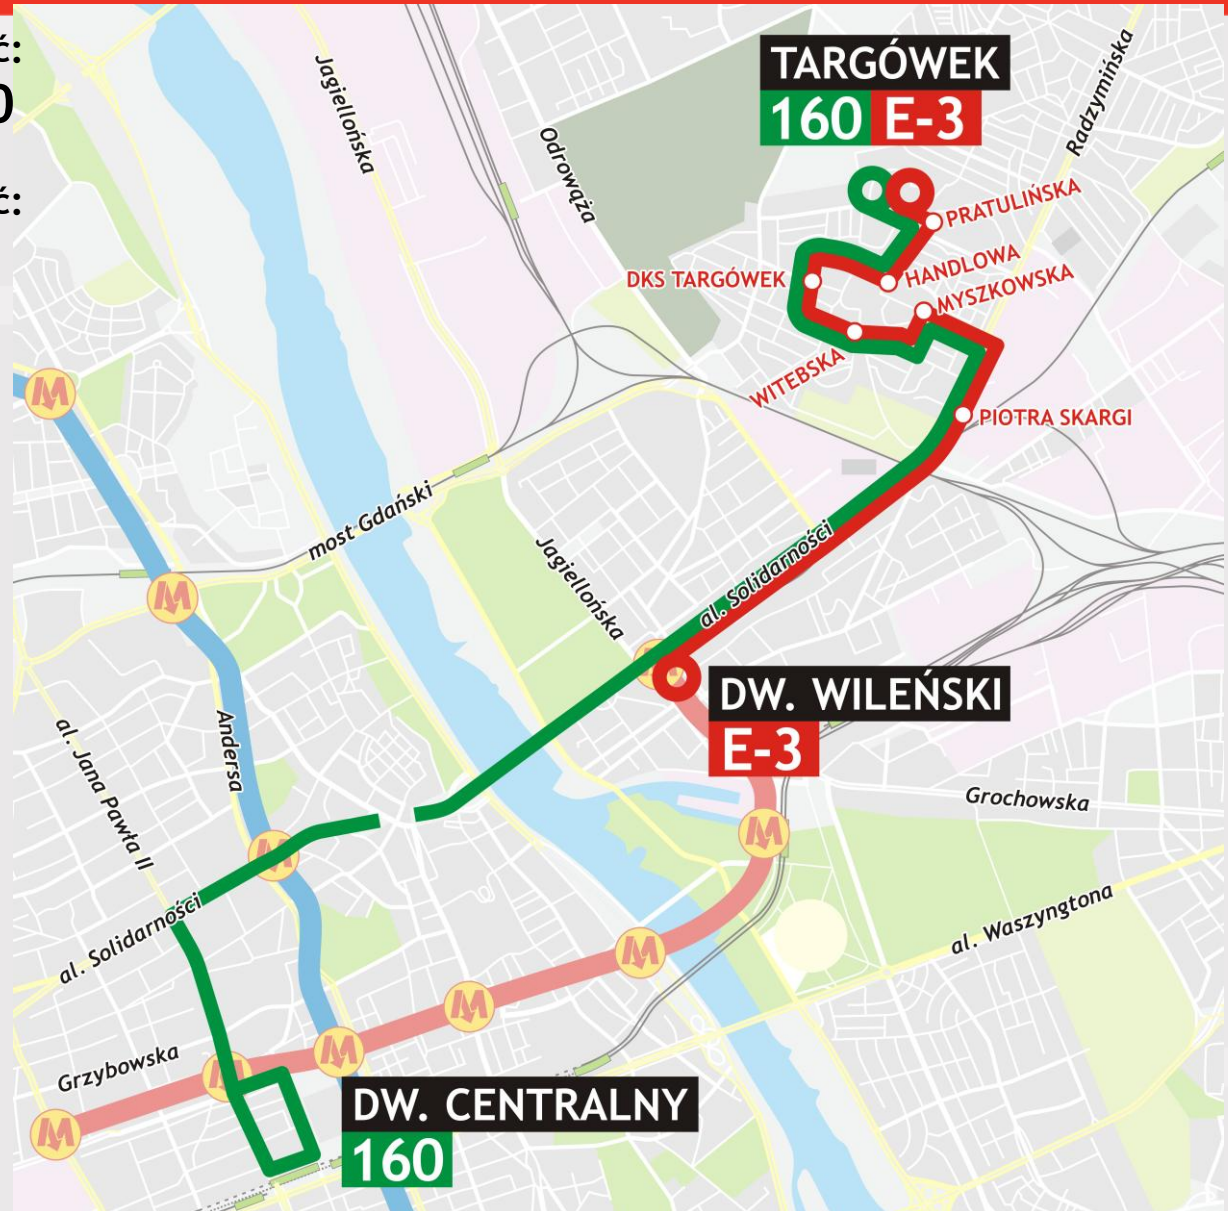 ć:
0
ć:
TARGÓWEK
160 E-3
Jagiellońska
Odrowąża
Radzymińska
PRATULIŃSKA
HANDLOWA
DKS TARGÓWEK
MYSZKOWSKA
WITEBSKA
PIOTRA SKARGI
most Gdański
Jagiellońska
al. Solidarności
DW. WILEŃSKI
E-3
Andersa
al. Jana Pawła II
Grochowska
al. Solidarności
al. Waszyngtona
Grzybowska
DW. CENTRALNY
160
M
M
M
M
M
M
M
M
M